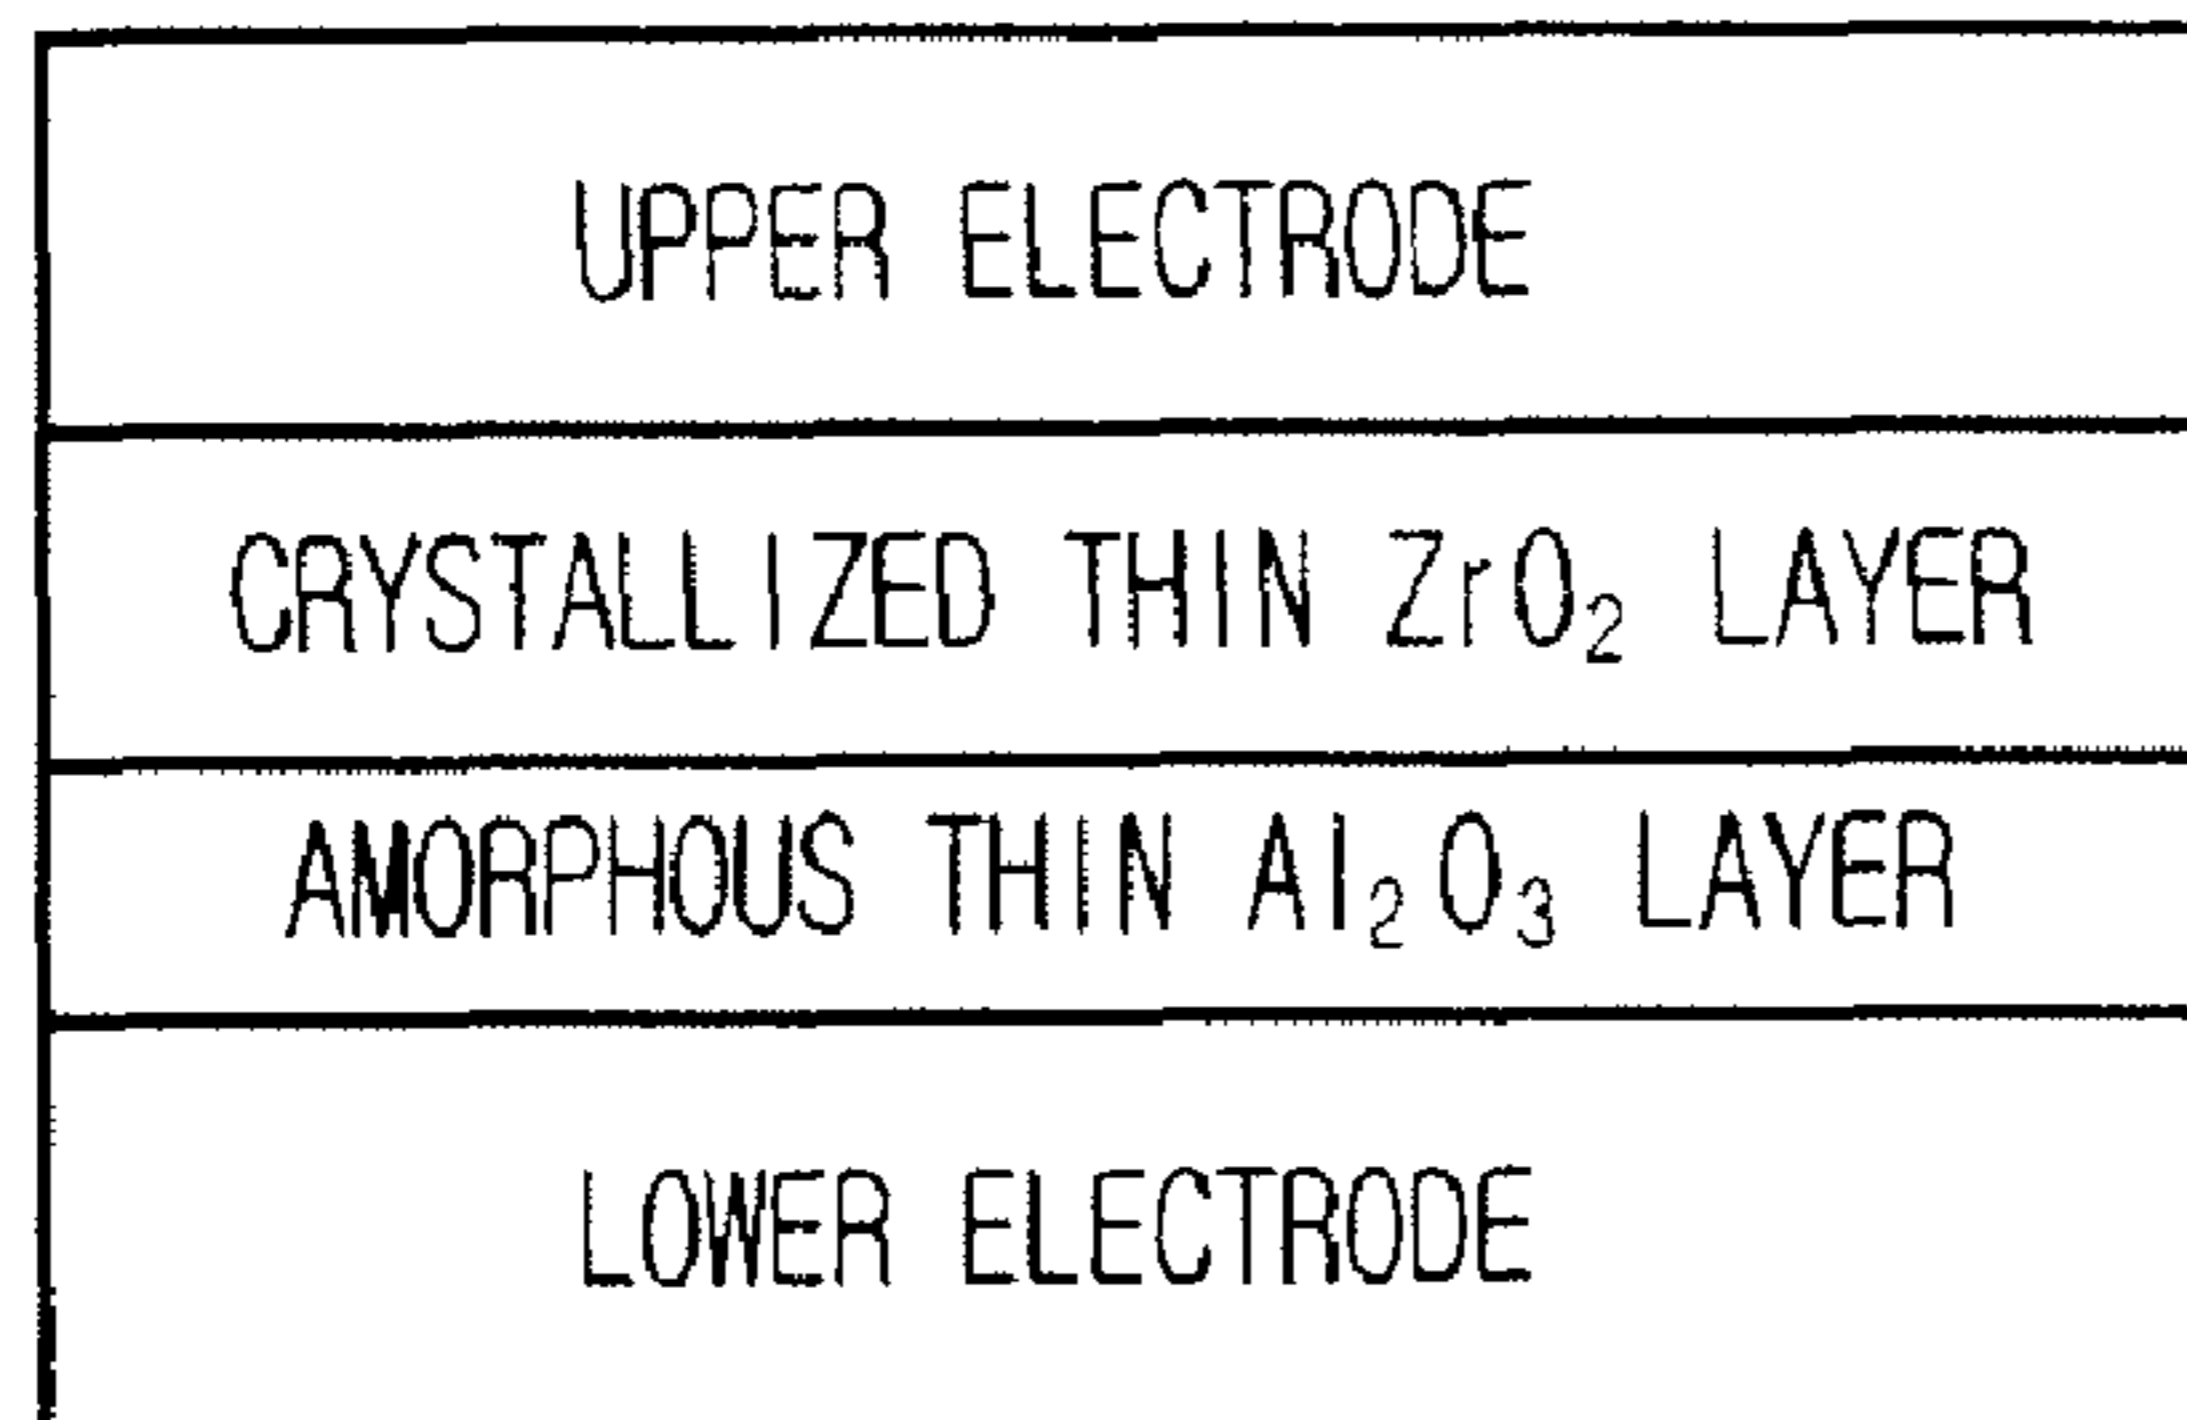 UPPER ELECTRODE
CRYSTALLIZED THIN ZrO₂ LAYER
AMORPHOUS THIN Al₂O₃ LAYER
LOWER ELECTRODE